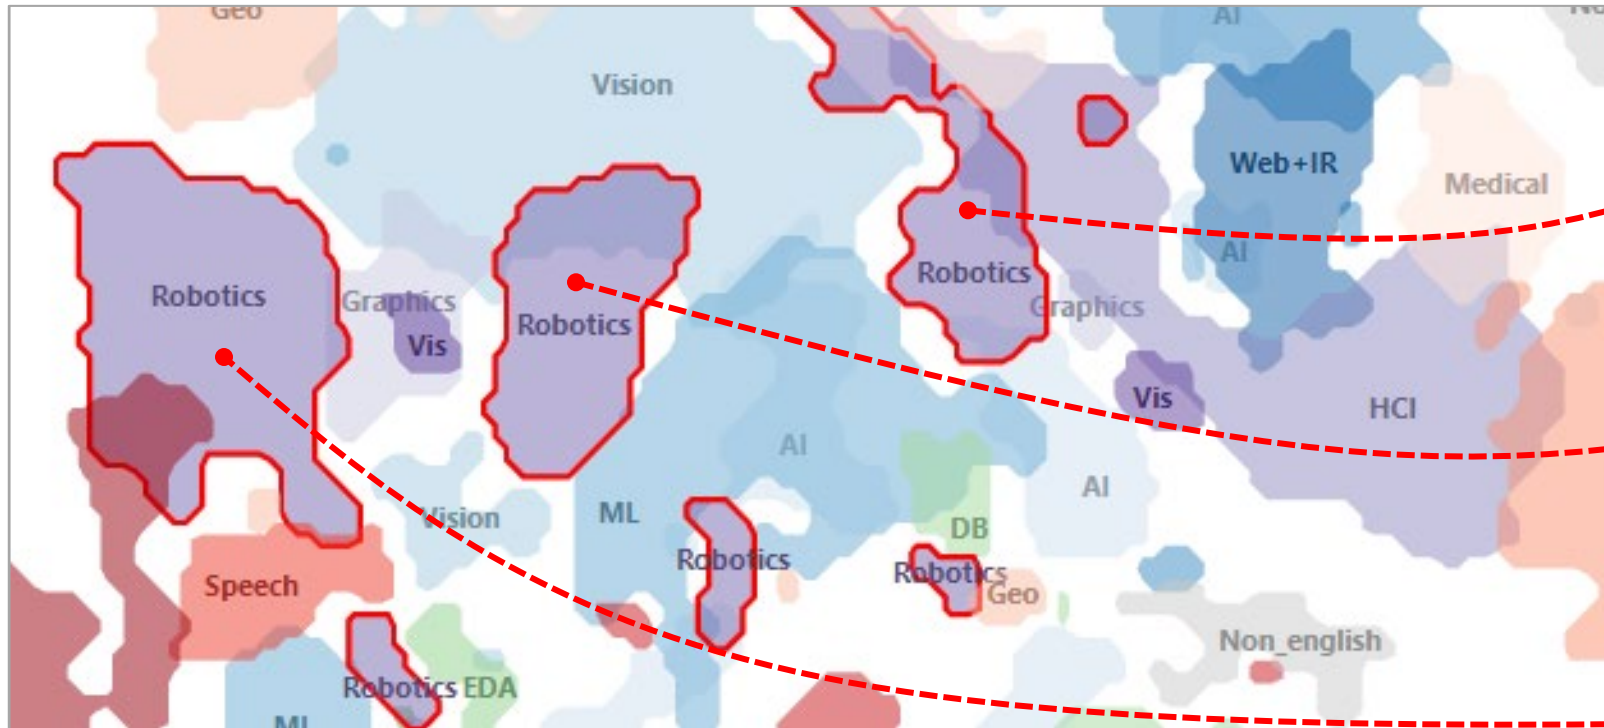 Geo
AI
Vision
Web+IR
Medical
AI
Robotics
Graphics
Robotics
Robotics
Graphics
Vis
Vis
HCI
AI
AI
Vision
ML
DB
Robotics
Robotics
Geo
Speech
Non_english
Robotics
EDA
ML